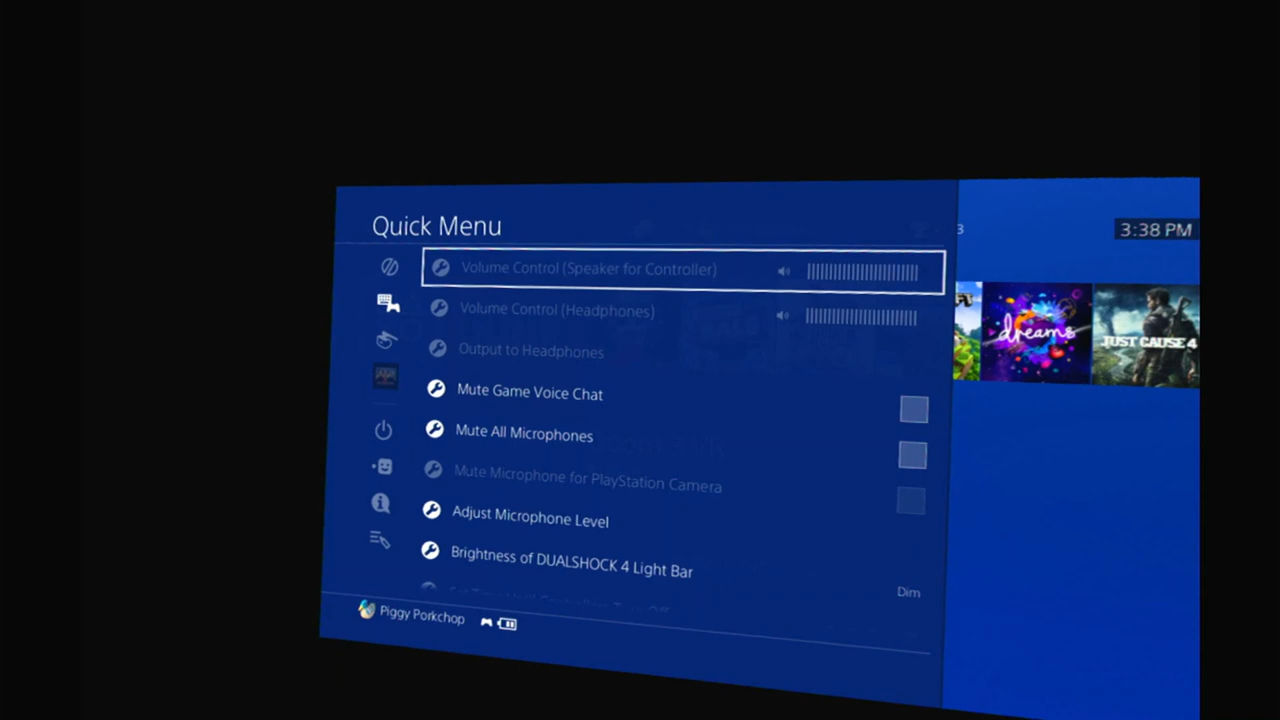 Quick Menu
3
3:38 PM
Volume Control (Speaker for Controller)
Volume Control (Headphones)
Output to Headphones
dreams
JUST CAUSE 4
Mute Game Voice Chat
Mute All Microphones
Mute Microphone for PlayStation Camera
Adjust Microphone Level
Brightness of DUALSHOCK 4 Light Bar
Dim
Piggy Porkchop